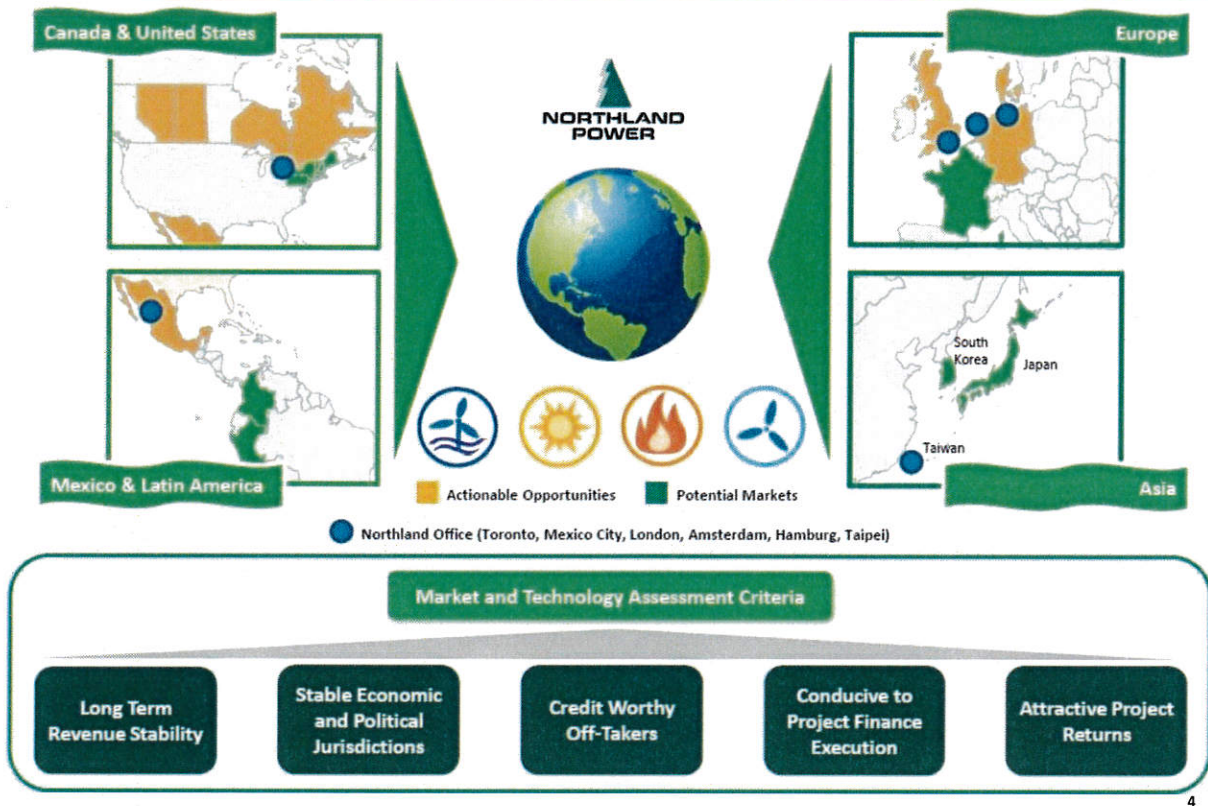 Canada & United States
Europe
NORTHLAND
POWER
South
Korea
Japan
Taiwan
Mexico & Latin America
Asia
Actionable Opportunities
Potential Markets
Northland Office (Toronto, Mexico City, London, Amsterdam, Hamburg, Taipei)
Market and Technology Assessment Criteria
Long Term
Revenue Stability
Stable Economic
and Political
Jurisdictions
Credit Worthy
Off-Takers
Conducive to
Project Finance
Execution
Attractive Project
Returns
4